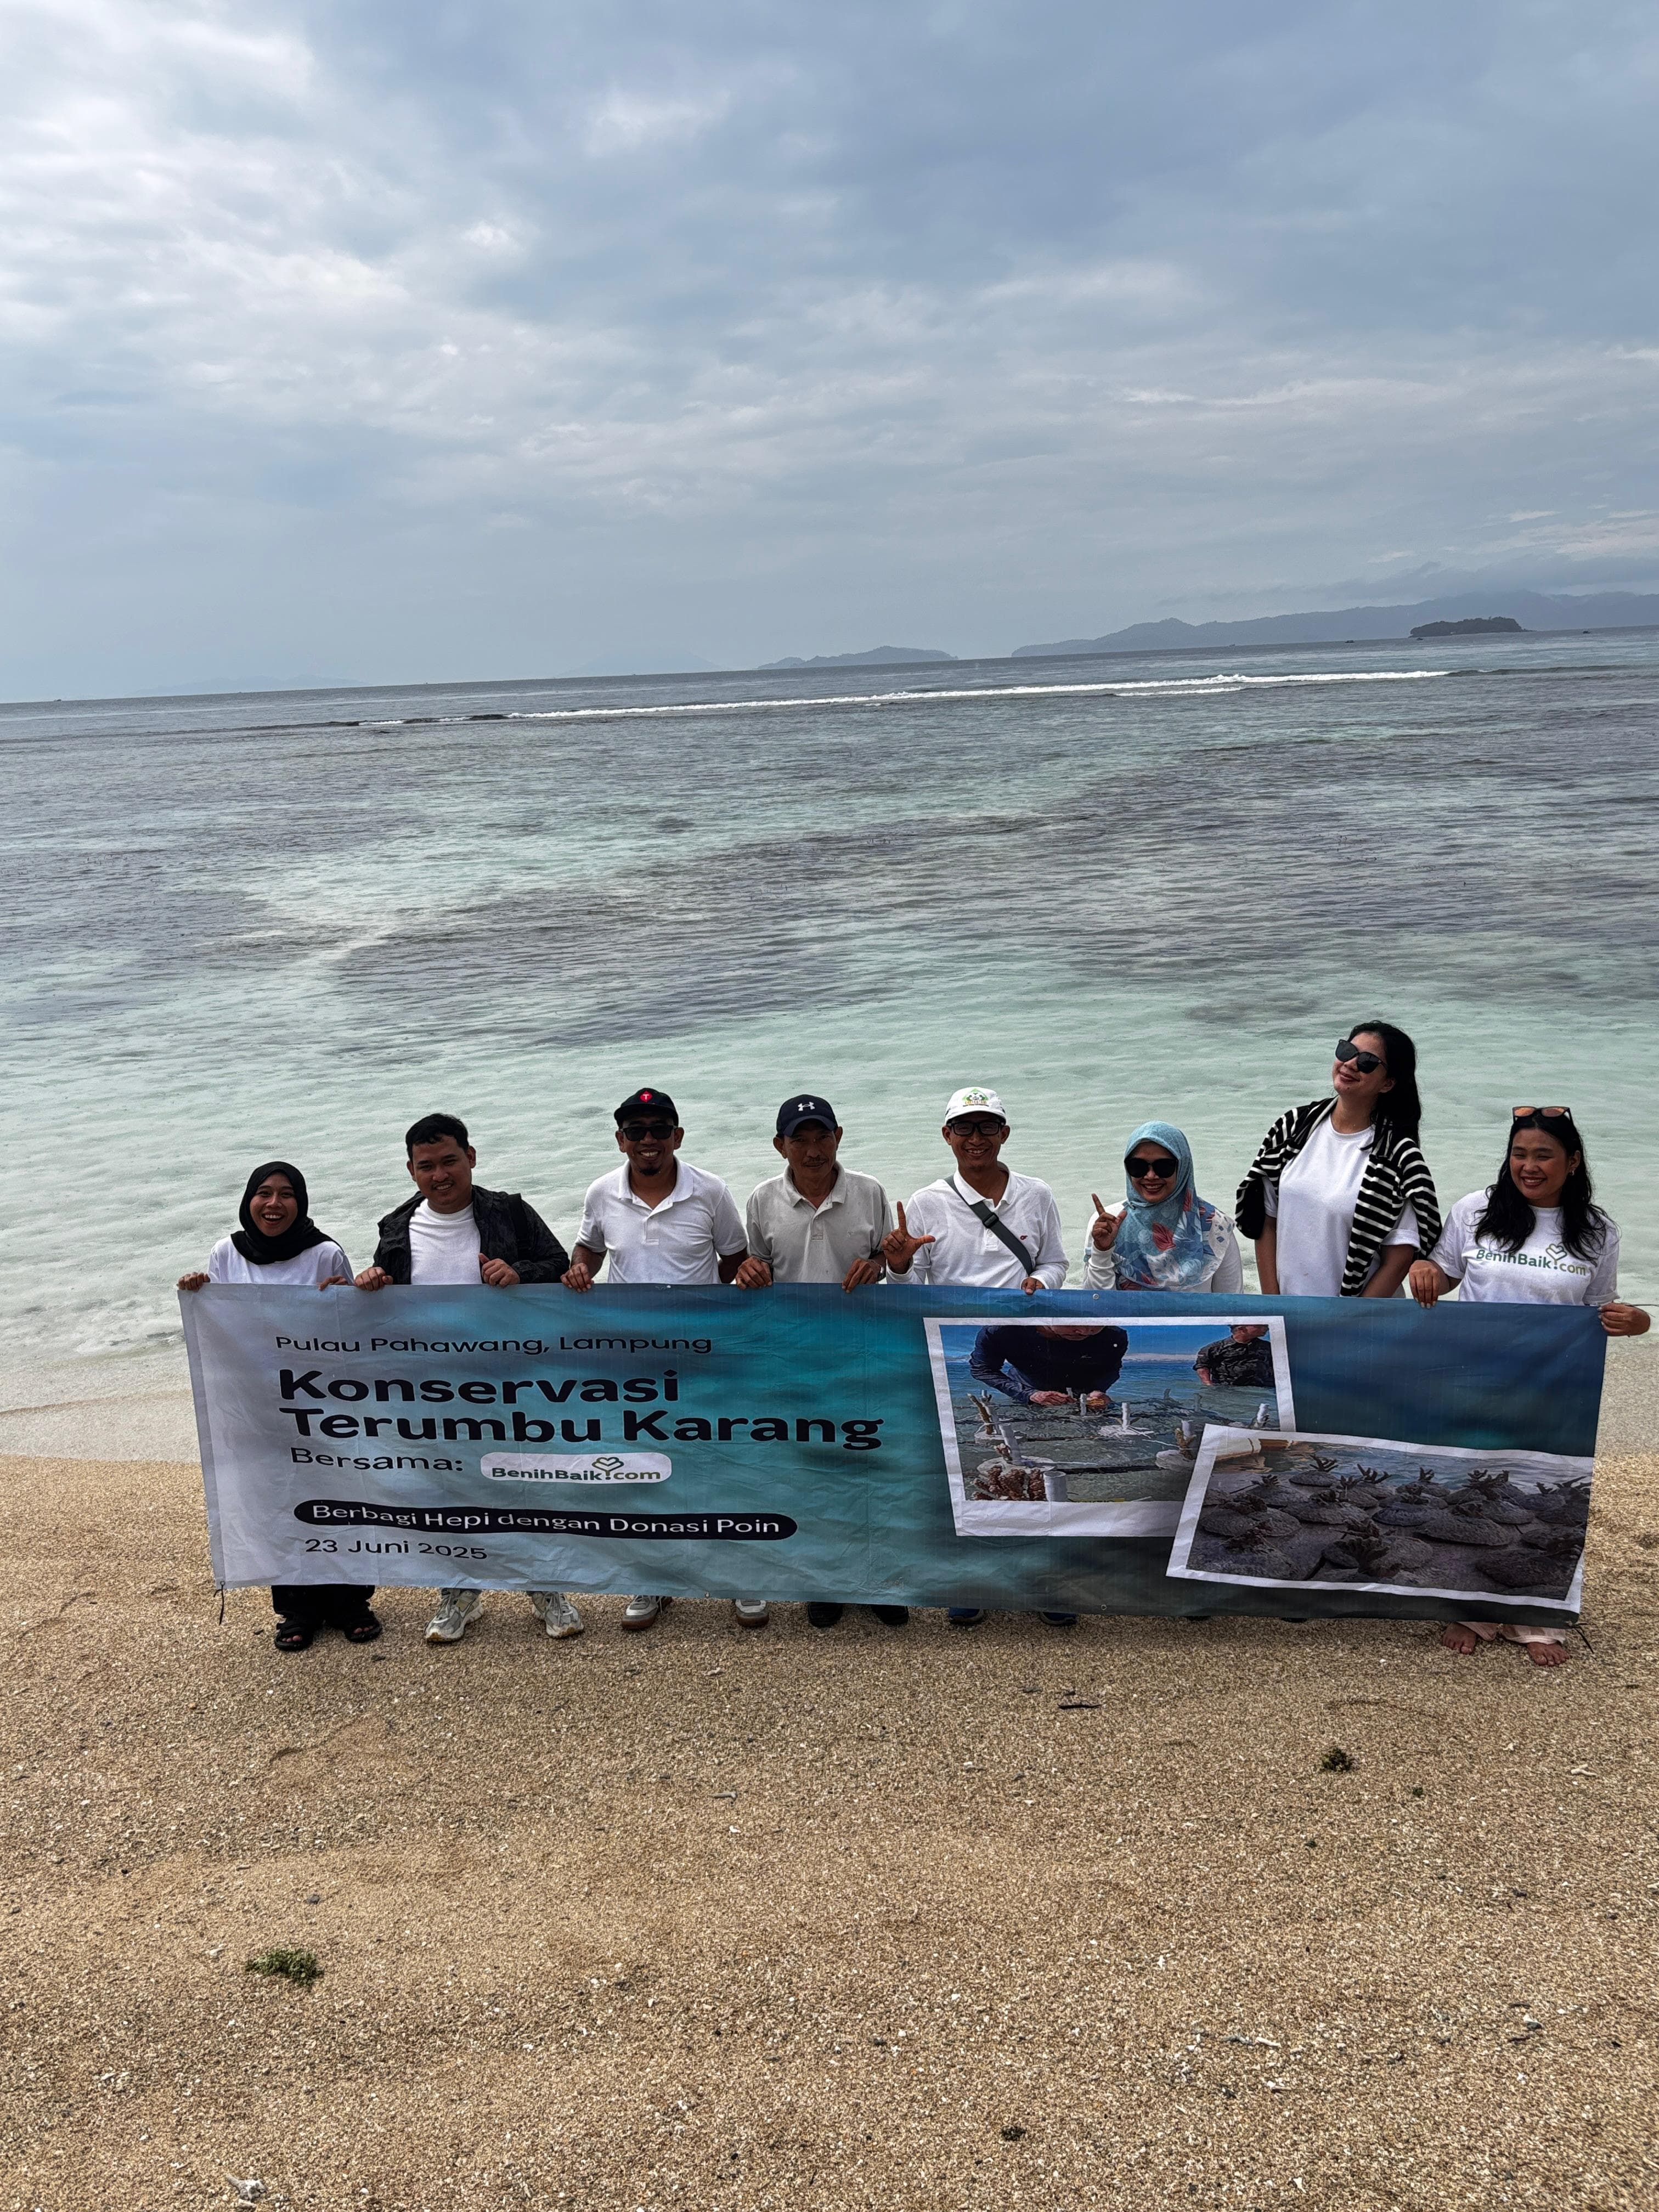 BenihBaik.com
Pulau Pahawang, Lampung
Konservasi
Terumbu Karang
Bersama: BenihBaik.com
Berbagi Hepi dengan Donasi Poin
23 Juni 2025